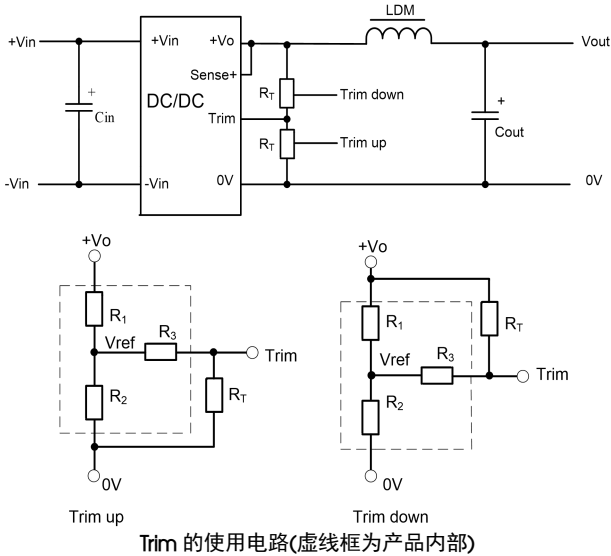 LDM
+Vin +Vin +Vo Vout
Sense+
DC/DC
RT Trim down
+ Cin
Trim
+ Cout
RT Trim up
-Vin -Vin 0V 0V
+Vo
R1
Vref R3
Trim
R2
RT
0V
Trim up
+Vo
R1
RT
Vref R3
Trim
R2
0V
Trim down
Trim 的使用电路(虚线框为产品内部)